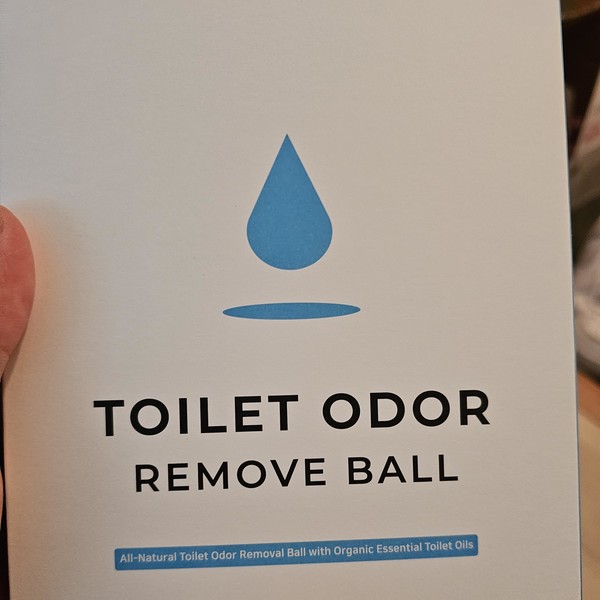 TOILET ODOR
REMOVE BALL
All-Natural Toilet Odor Removal Ball with Organic Essential Toilet Oils